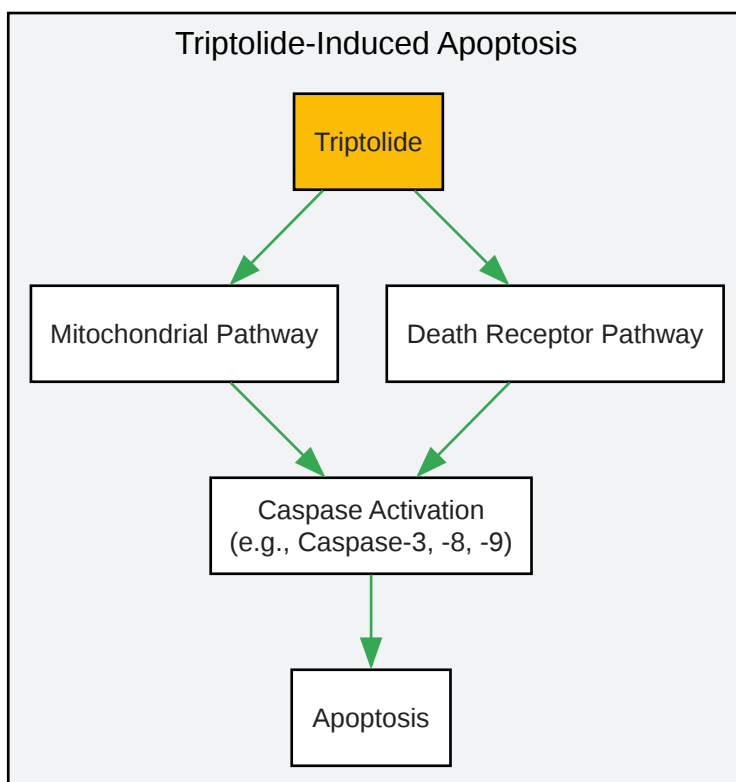 Triptolide-Induced Apoptosis
Triptolide
Mitochondrial Pathway
Death Receptor Pathway
Caspase Activation
(e.g., Caspase-3, -8, -9)
Apoptosis